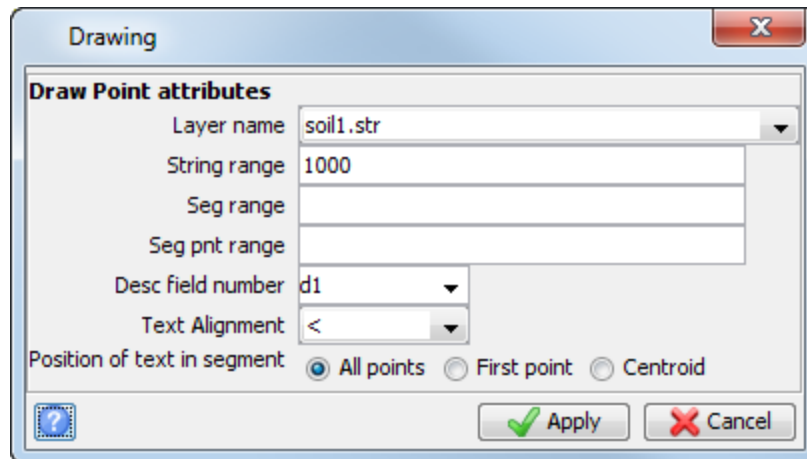 Drawing
Draw Point attributes
Layer name soil1.str
String range 1000
Seg range
Seg pnt range
Desc field number d1
Text Alignment <
Position of text in segment All points First point Centroid
? Apply Cancel